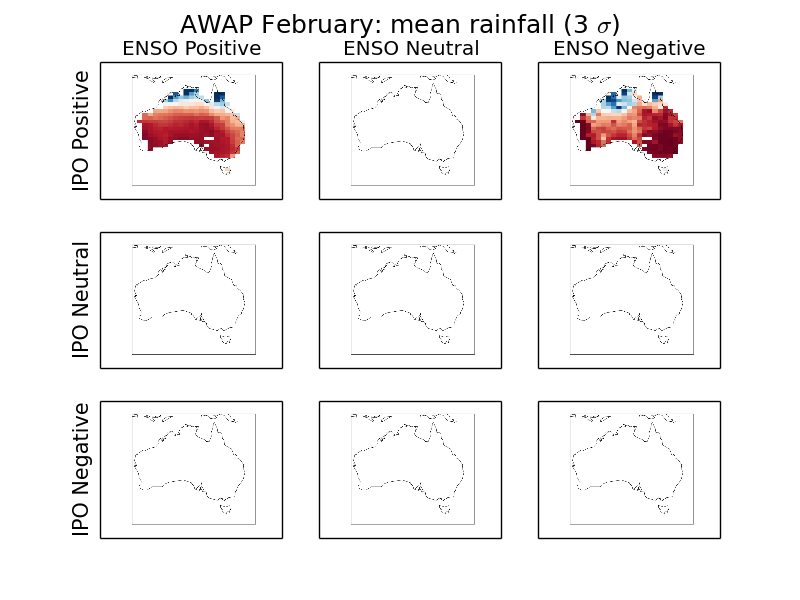 AWAP February: mean rainfall (3 σ)
ENSO Positive
ENSO Neutral
ENSO Negative
IPO Positive
IPO Neutral
IPO Negative